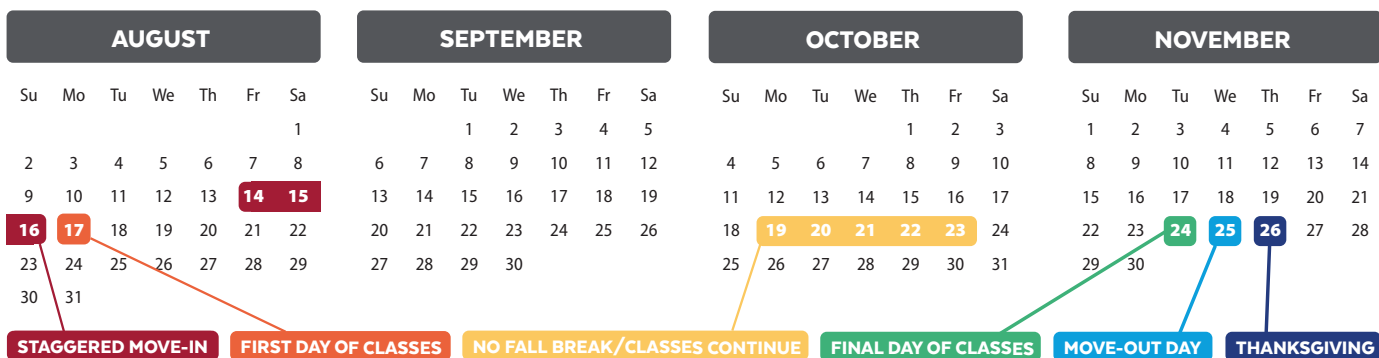 AUGUST SEPTEMBER OCTOBER NOVEMBER
Su Mo Tu We Th Fr Sa Su Mo Tu We Th Fr Sa Su Mo Tu We Th Fr Sa Su Mo Tu We Th Fr Sa
1 1 2 3 4 5 1 2 3 1 2 3 4 5 6 7
2 3 4 5 6 7 8 6 7 8 9 10 11 12 4 5 6 7 8 9 10 8 9 10 11 12 13 14
9 10 11 12 13 14 15 13 14 15 16 17 18 19 11 12 13 14 15 16 17 15 16 17 18 19 20 21
16 17 18 19 20 21 22 20 21 22 23 24 25 26 18 19 20 21 22 23 24 22 23 24 25 26 27 28
23 24 25 26 27 28 29 27 28 29 30 25 26 27 28 29 30 31 29 30
30 31
STAGGERED MOVE-IN FIRST DAY OF CLASSES NO FALL BREAK/CLASSES CONTINUE FINAL DAY OF CLASSES MOVE-OUT DAY THANKSGIVING